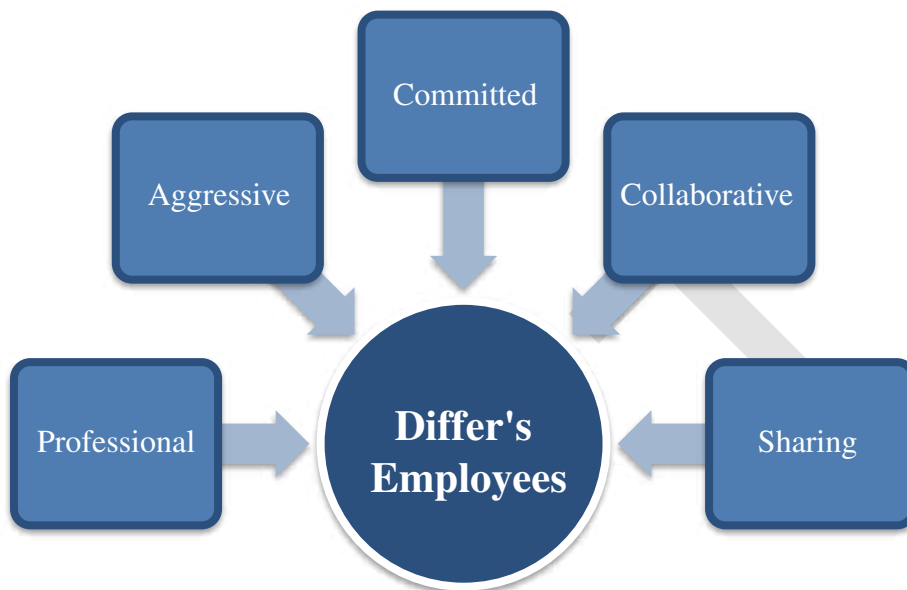 Committed
Aggressive
Collaborative
Professional
Differ's
Employees
Sharing